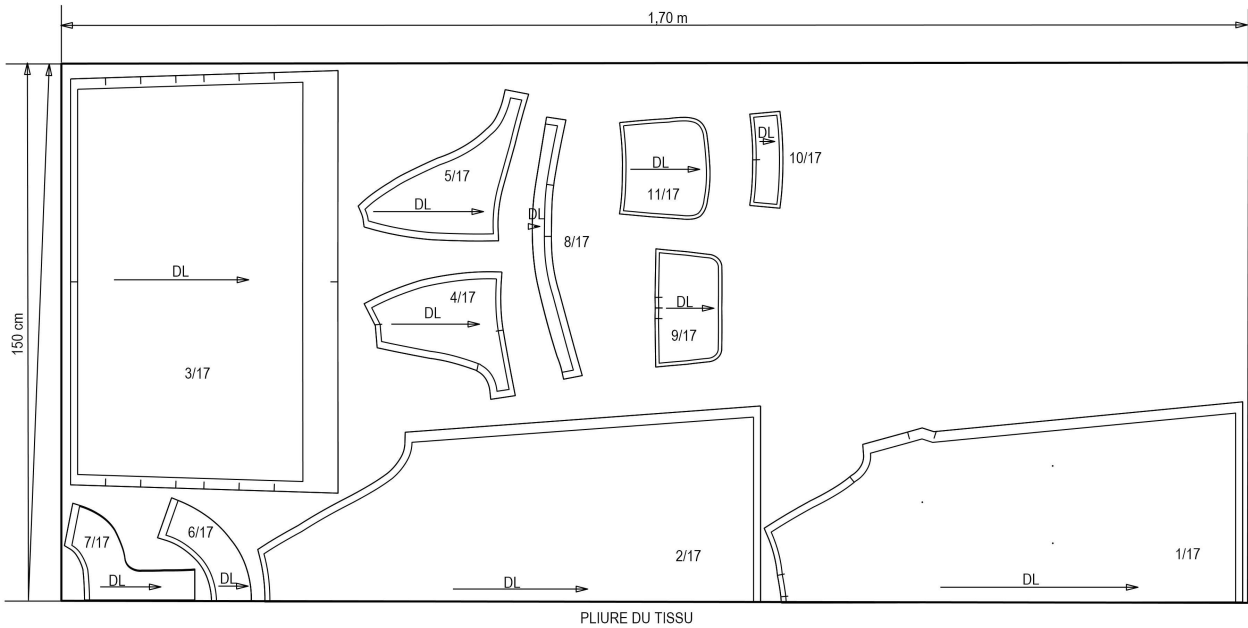 1,70 m
150 cm
DL
3/17
DL
5/17
DL
4/17
DL
8/17
DL
11/17
DL
10/17
DL
9/17
7/17
DL
6/17
DL
2/17
DL
1/17
DL
PLIURE DU TISSU